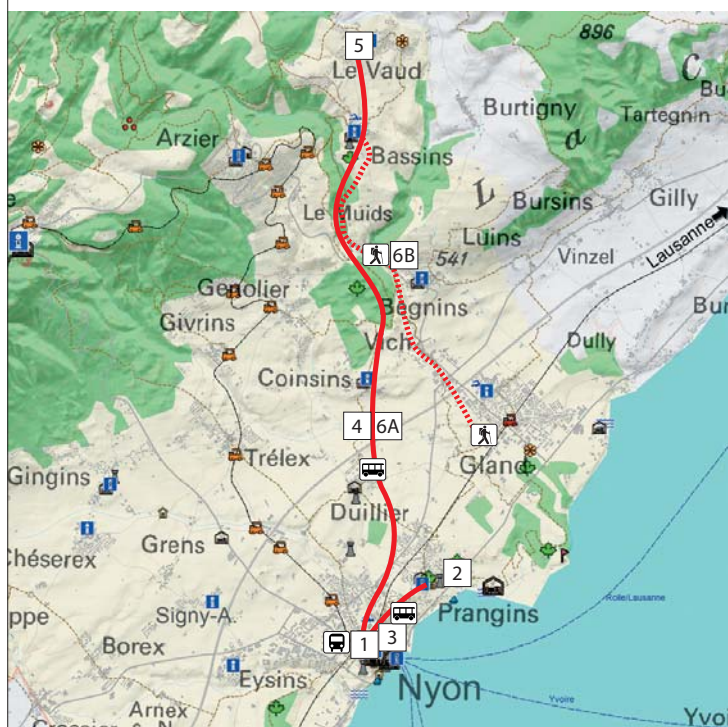 896
C
5
Le Vaud
Burtigny
Tartegnin
Arzier
a
Bassins
L
Bursins
Gilly
Le Muids
Luins
Lausanne
6B
541
Vinzel
Genolier
Begnins
Givrins
Vich
Dully
Coinsins
4
6A
Trélex
Gland
Gingins
Duillier
Grens
Chéserex
2
Rolle/Lausanne
Signy-A.
Prangins
1
3
Borex
Eysins
Nyon
Yvoire
Arnex